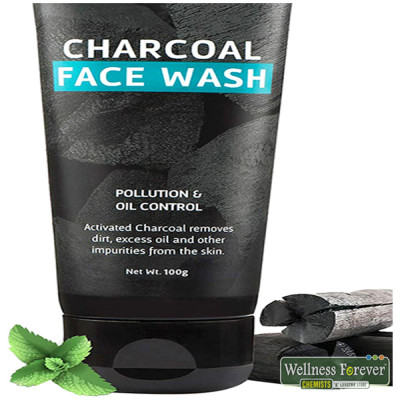 CHARCOAL
FACE WASH
POLLUTION &
OIL CONTROL
Activated Charcoal removes
dirt, excess oil and other
impurities from the skin.
Net Wt. 100g
Wellness Forever
CHEMISTS